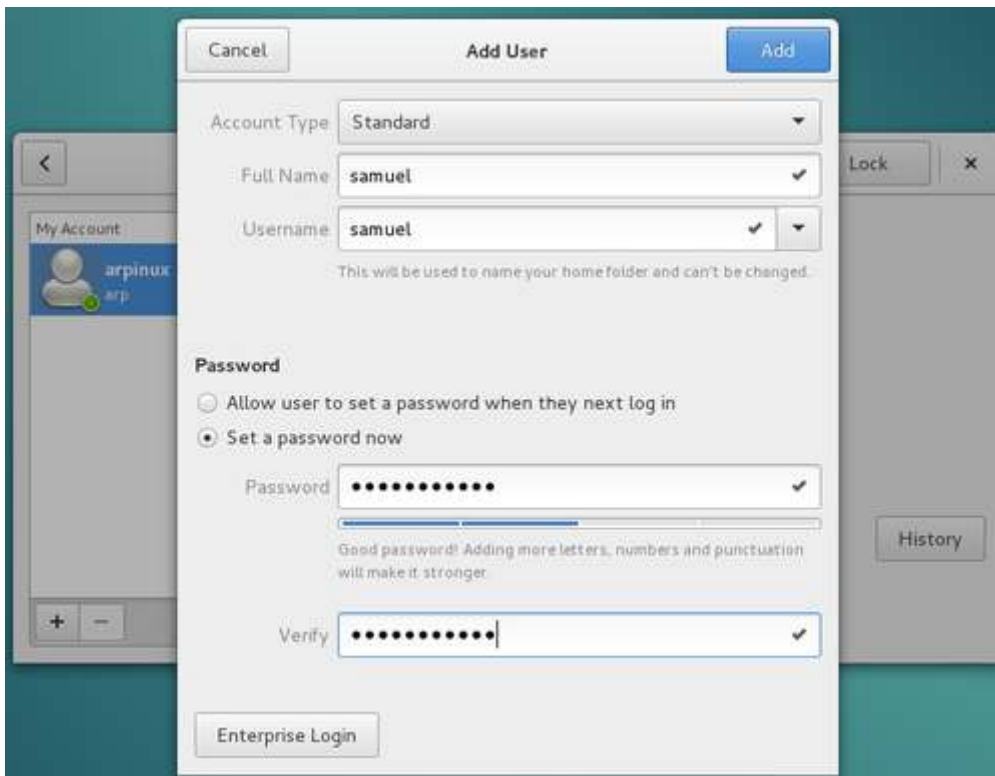 Cancel
Add User
Add
Account Type
Standard
Full Name
samuel
Username
samuel
This will be used to name your home folder and can't be changed.
Password
Allow user to set a password when they next log in
Set a password now
Password
●●●●●●●●●●●
Good password! Adding more letters, numbers and punctuation
will make it stronger.
Verify
●●●●●●●●●●●
Enterprise Login
My Account
arpinux
arp
+
−
Lock
×
History